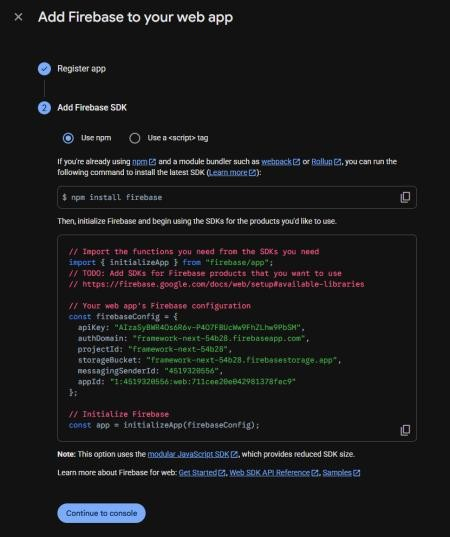 Add Firebase to your web app
Register app
2 Add Firebase SDK
Use npm Use a <script> tag
If you're already using npm and a module bundler such as webpack or Rollup, you can run the
following command to install the latest SDK (Learn more):
$ npm install firebase
Then, initialize Firebase and begin using the SDKs for the products you'd like to use.
// Import the functions you need from the SDKs you need
import { initializeApp } from "firebase/app";
// TODO: Add SDKs for Firebase products that you want to use
// https://firebase.google.com/docs/web/setup#available-libraries
// Your web app's Firebase configuration
const firebaseConfig = {
apiKey: "AIzaSyBWR4Os6R6v-P4O7FBUcWw9FhZLhw9PbSM",
authDomain: "framework-next-54b28.firebaseapp.com",
projectId: "framework-next-54b28",
storageBucket: "framework-next-54b28.firebasestorage.app",
messagingSenderId: "4519320556",
appId: "1:4519320556:web:711cee20e042981378fec9"
};
// Initialize Firebase
const app = initializeApp(firebaseConfig);
Note: This option uses the modular JavaScript SDK, which provides reduced SDK size.
Learn more about Firebase for web: Get Started, Web SDK API Reference, Samples
Continue to console